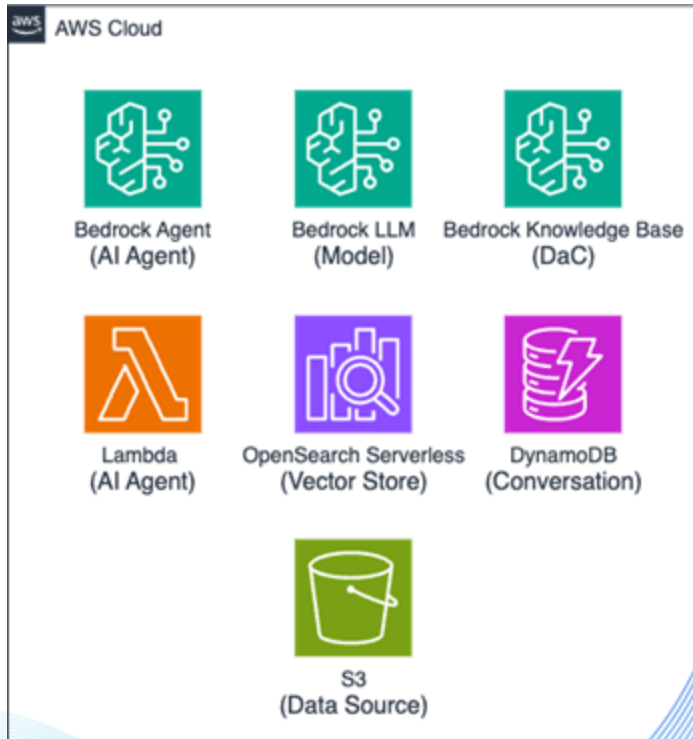 aws
AWS Cloud
Bedrock Agent
(AI Agent)
Bedrock LLM
(Model)
Bedrock Knowledge Base
(DaC)
Lambda
(AI Agent)
OpenSearch Serverless
(Vector Store)
DynamoDB
(Conversation)
S3
(Data Source)